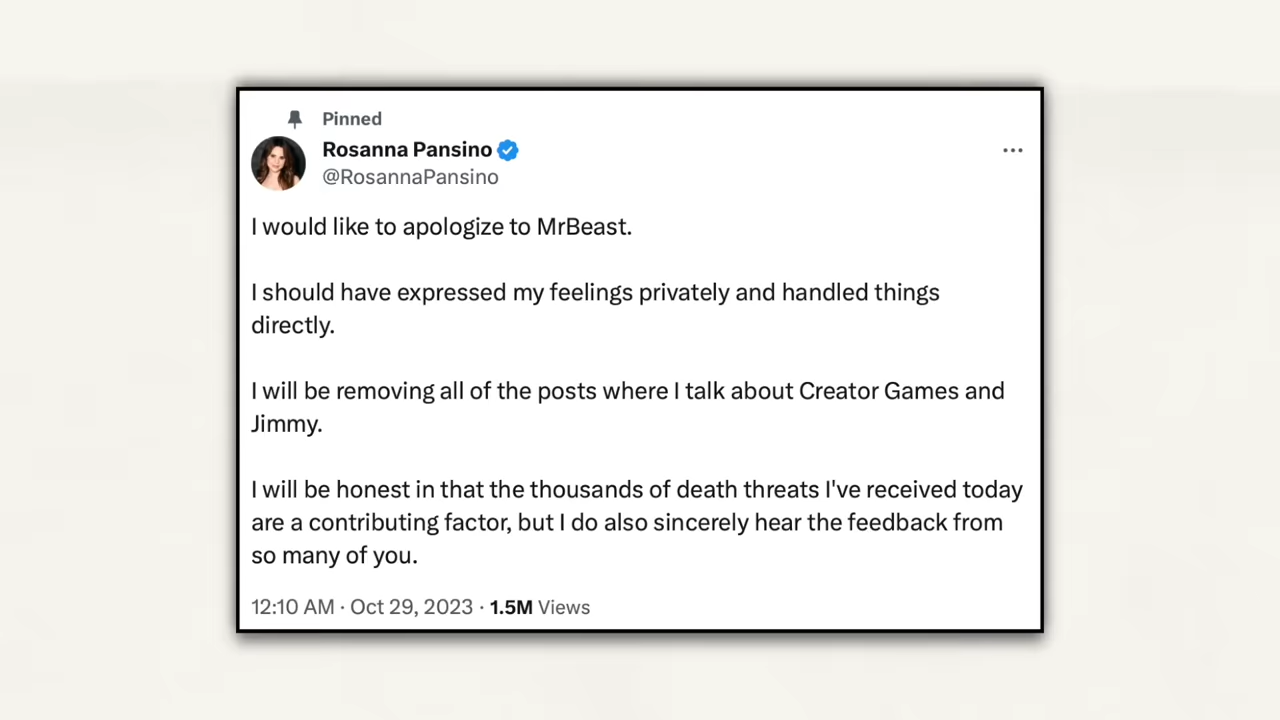 Pinned
Rosanna Pansino
@RosannaPansino
I would like to apologize to MrBeast.
I should have expressed my feelings privately and handled things
directly.
I will be removing all of the posts where I talk about Creator Games and
Jimmy.
I will be honest in that the thousands of death threats I've received today
are a contributing factor, but I do also sincerely hear the feedback from
so many of you.
12:10 AM · Oct 29, 2023 · 1.5M Views